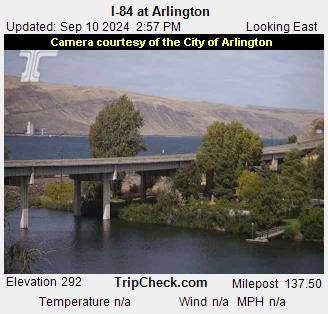 I-84 at Arlington
Updated: Sep 10 2024 2:57 PM Looking East
Camera courtesy of the City of Arlington
Elevation 292 TripCheck.com Milepost 137.50
Temperature n/a Wind n/a MPH n/a